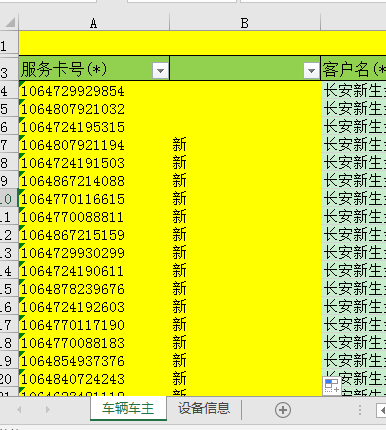 A B
1
3 服务卡号(*) 客户名(
4 1064729929854 长安新生
5 1064807921032 长安新生
6 1064724195315 长安新生
7 1064807921194 新 长安新生
8 1064724191503 新 长安新生
9 1064867214088 新 长安新生
10 1064770116615 新 长安新生
11 1064770088811 新 长安新生
12 1064867215159 新 长安新生
13 1064729930299 新 长安新生
14 1064724190611 新 长安新生
15 1064878239676 新 长安新生
16 1064724192603 新 长安新生
17 1064770117190 新 长安新生
18 1064770088183 新 长安新生
19 1064854937376 新 长安新生
20 1064840724243 新 长安新生
车辆车主 设备信息